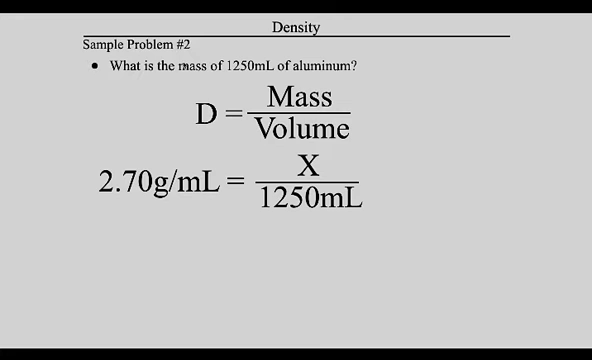 Density
Sample Problem #2
● What is the mass of 1250mL of aluminum?
D = Mass
Volume
2.70g/mL = X
1250mL